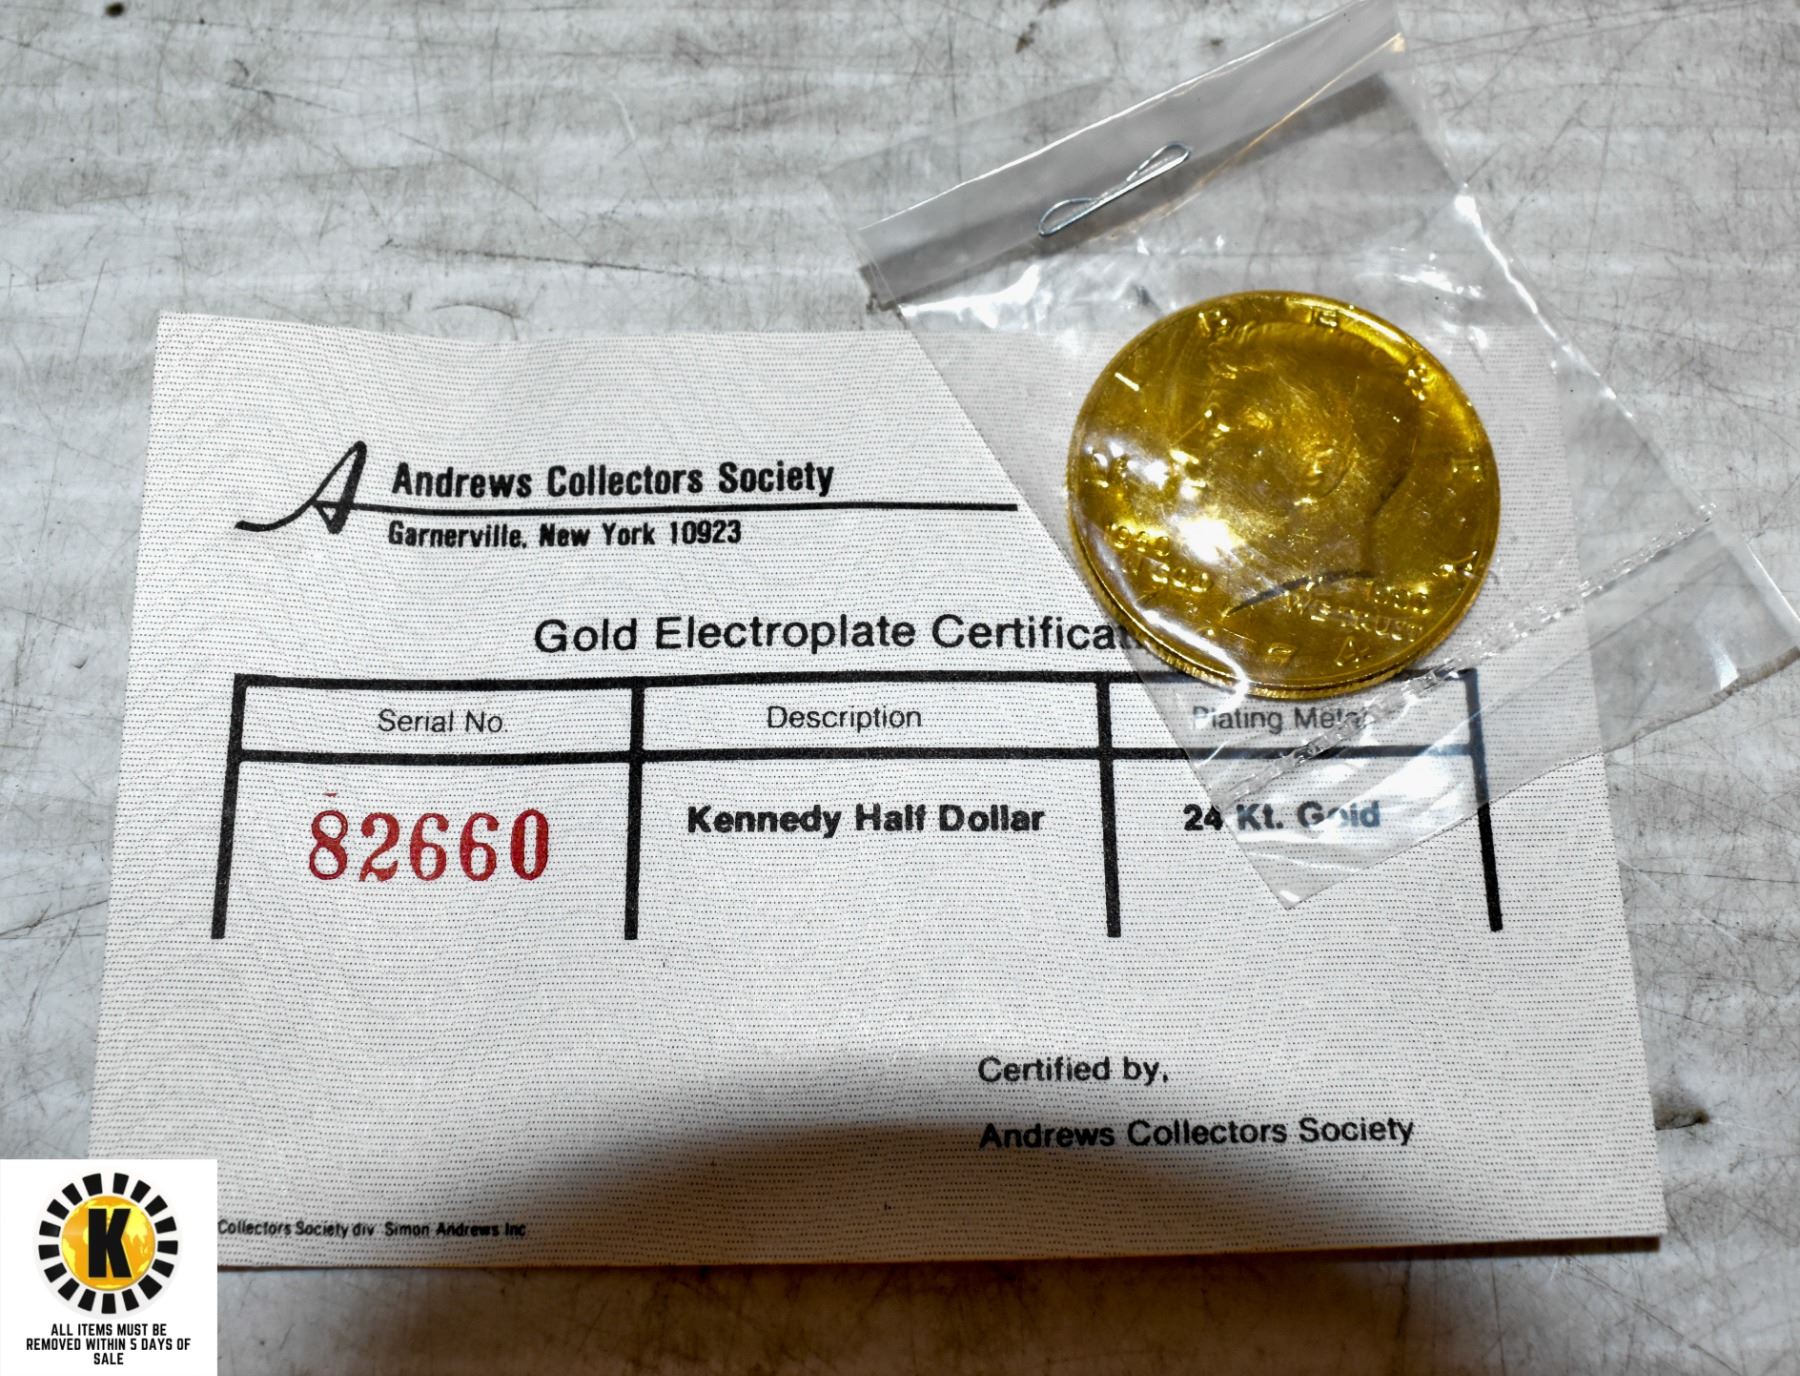 Andrews Collectors Society
Garnerville, New York 10923
Gold Electroplate
Serial No.
Description
Plating Metal
82660
Kennedy Half Dollar
24 Kt. Gold
Certified by,
Andrews Collectors Society
Collectors Society div Simon Andrews Inc
K
ALL ITEMS MUST BE
REMOVED WITHIN 5 DAYS OF
SALE